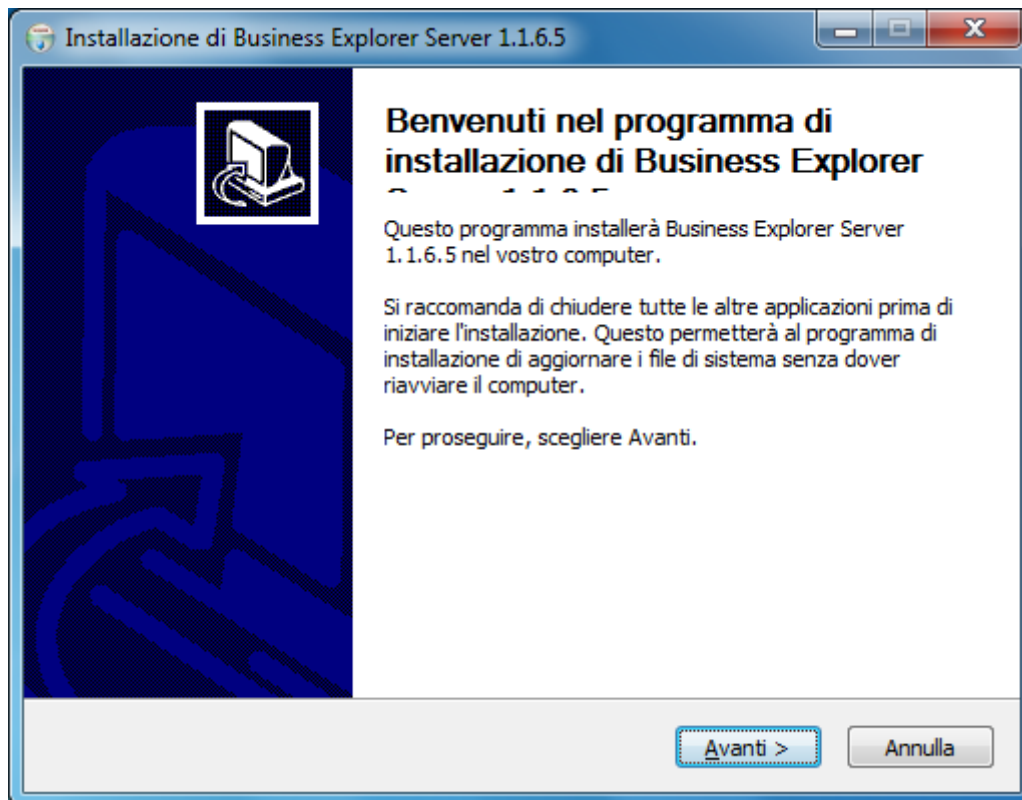 Installazione di Business Explorer Server 1.1.6.5
Benvenuti nel programma di
installazione di Business Explorer
Questo programma installerà Business Explorer Server
1.1.6.5 nel vostro computer.
Si raccomanda di chiudere tutte le altre applicazioni prima di
iniziare l'installazione. Questo permetterà al programma di
installazione di aggiornare i file di sistema senza dover
riavviare il computer.
Per proseguire, scegliere Avanti.
Avanti >
Annulla